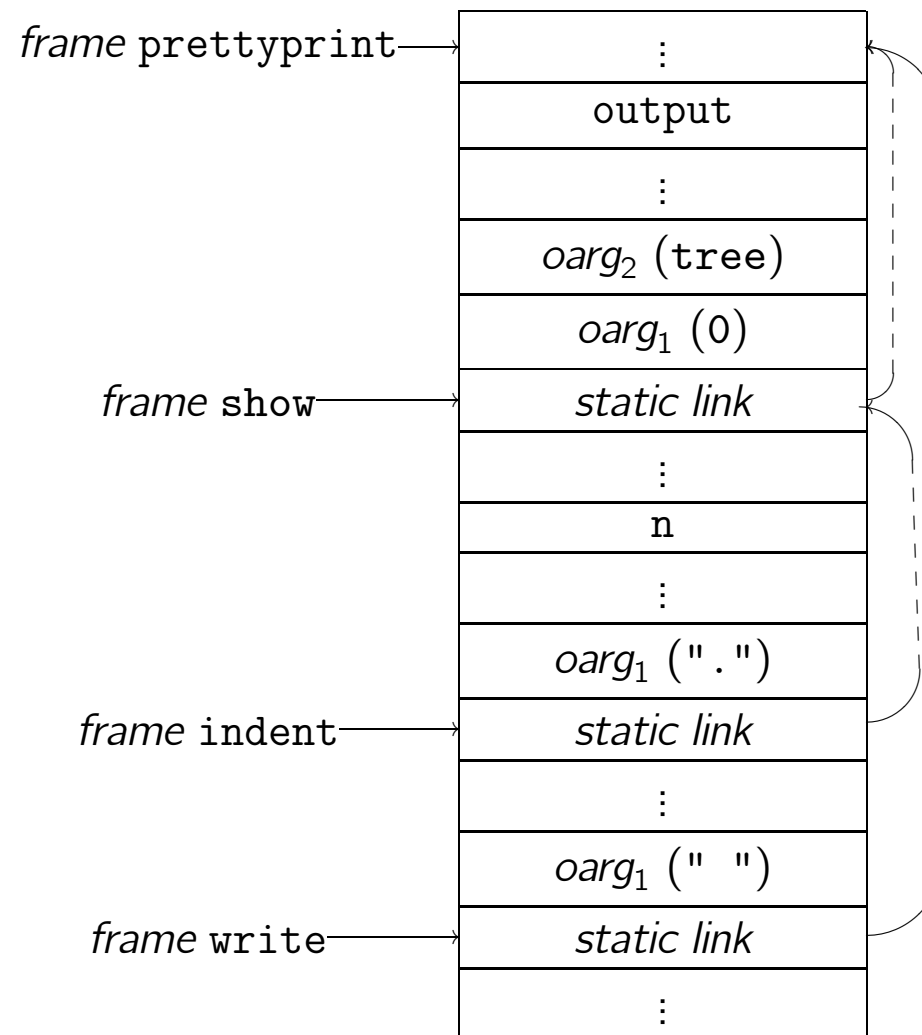 frame prettyprint ⋮
output
⋮
oarg₂ (tree)
oarg₁ (0)
frame show static link
⋮
n
⋮
oarg₁ (".")
frame indent static link
⋮
oarg₁ (" ")
frame write static link
⋮